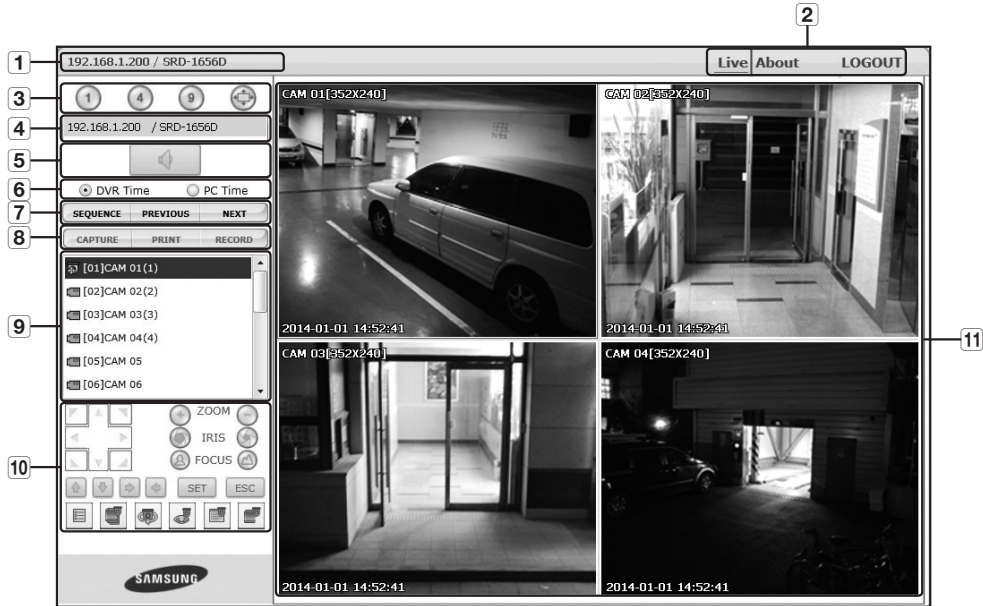 2
1
192.168.1.200 / SRD-1656D
Live About LOGOUT
3
1 4 9
4
192.168.1.200 / SRD-1656D
5
6
DVR Time PC Time
7
SEQUENCE PREVIOUS NEXT
8
CAPTURE PRINT RECORD
9
[01]CAM 01(1)
[02]CAM 02(2)
[03]CAM 03(3)
[04]CAM 04(4)
[05]CAM 05
[06]CAM 06
10
ZOOM
IRIS
FOCUS
SET ESC
SAMSUNG
CAM 01[352X240]
2014-01-01 14:52:41
CAM 02[352X240]
2014-01-01 14:52:41
CAM 03[352X240]
2014-01-01 14:52:41
CAM 04[352X240]
2014-01-01 14:52:41
11